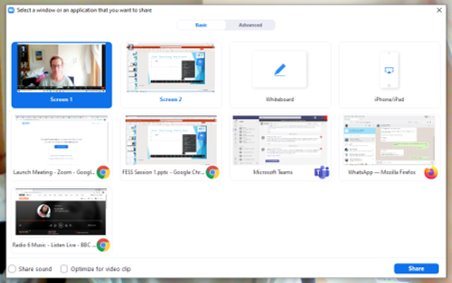 Select a window or an application that you want to share
Basic Advanced
Screen 1 Screen 2 Whiteboard iPhone/iPad
Launch Meeting - Zoom - Googl... FESS Session 1.pptx - Google Chr... Microsoft Teams WhatsApp — Mozilla Firefox
Radio 6 Music - Listen Live - BBC ...
Share sound Optimize for video clip Share